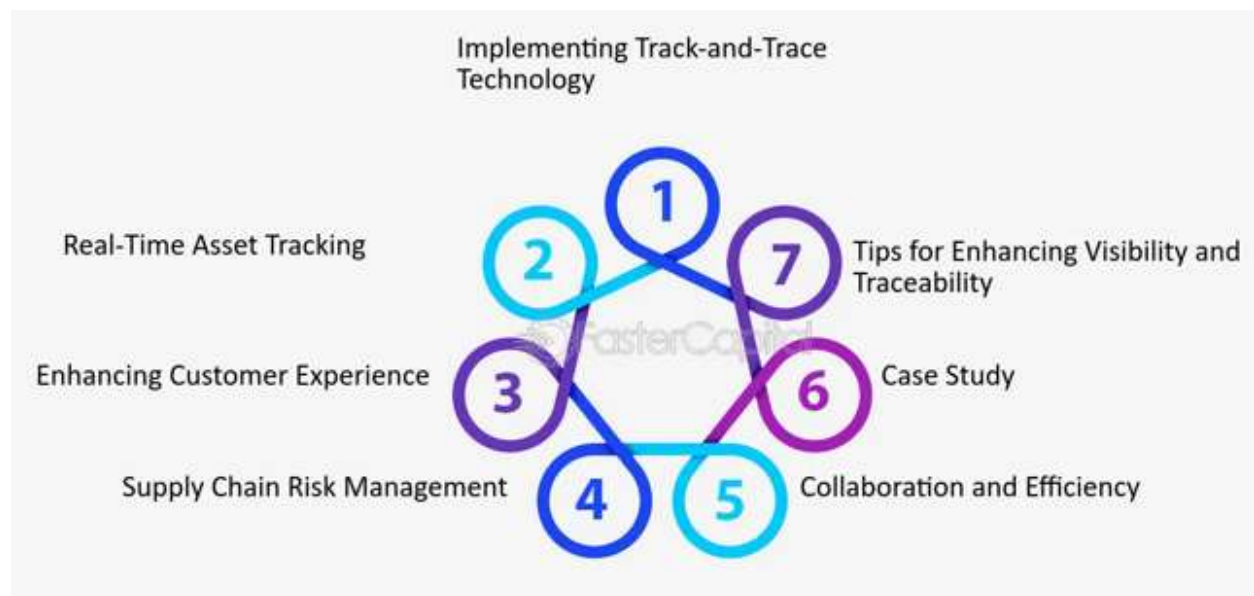 Implementing Track-and-Trace
Technology
1
Real-Time Asset Tracking
2
7
Tips for Enhancing Visibility and
Traceability
FasterCapital
Enhancing Customer Experience
3
6
Case Study
Supply Chain Risk Management
4
5
Collaboration and Efficiency